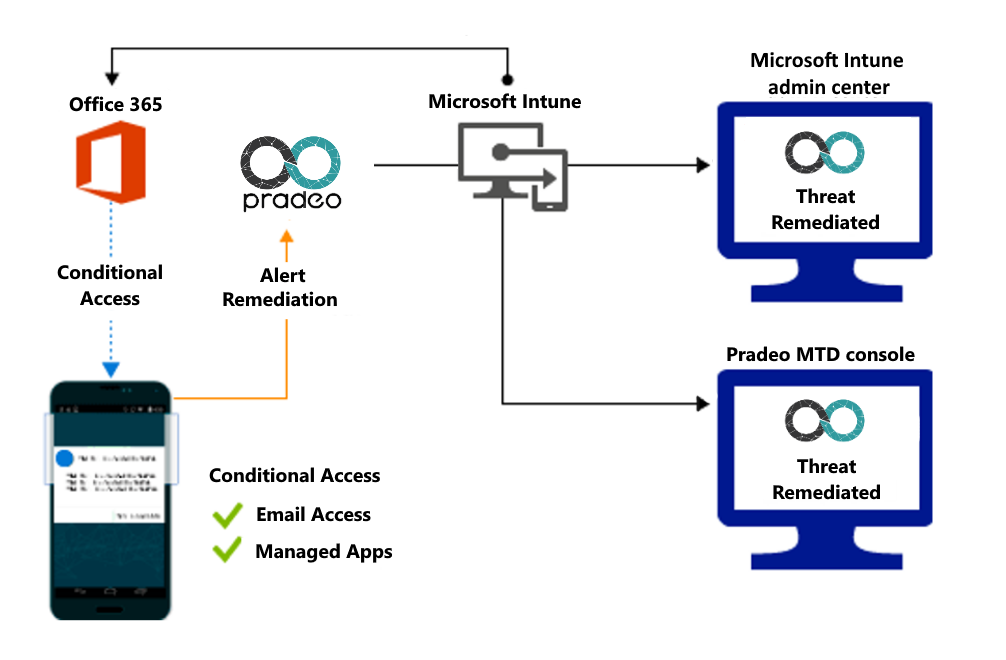 Office 365
Microsoft Intune
Microsoft Intune
admin center
pradeo
Threat
Remediated
Conditional
Access
Alert
Remediation
Pradeo MTD console
Threat
Remediated
Conditional Access
Email Access
Managed Apps